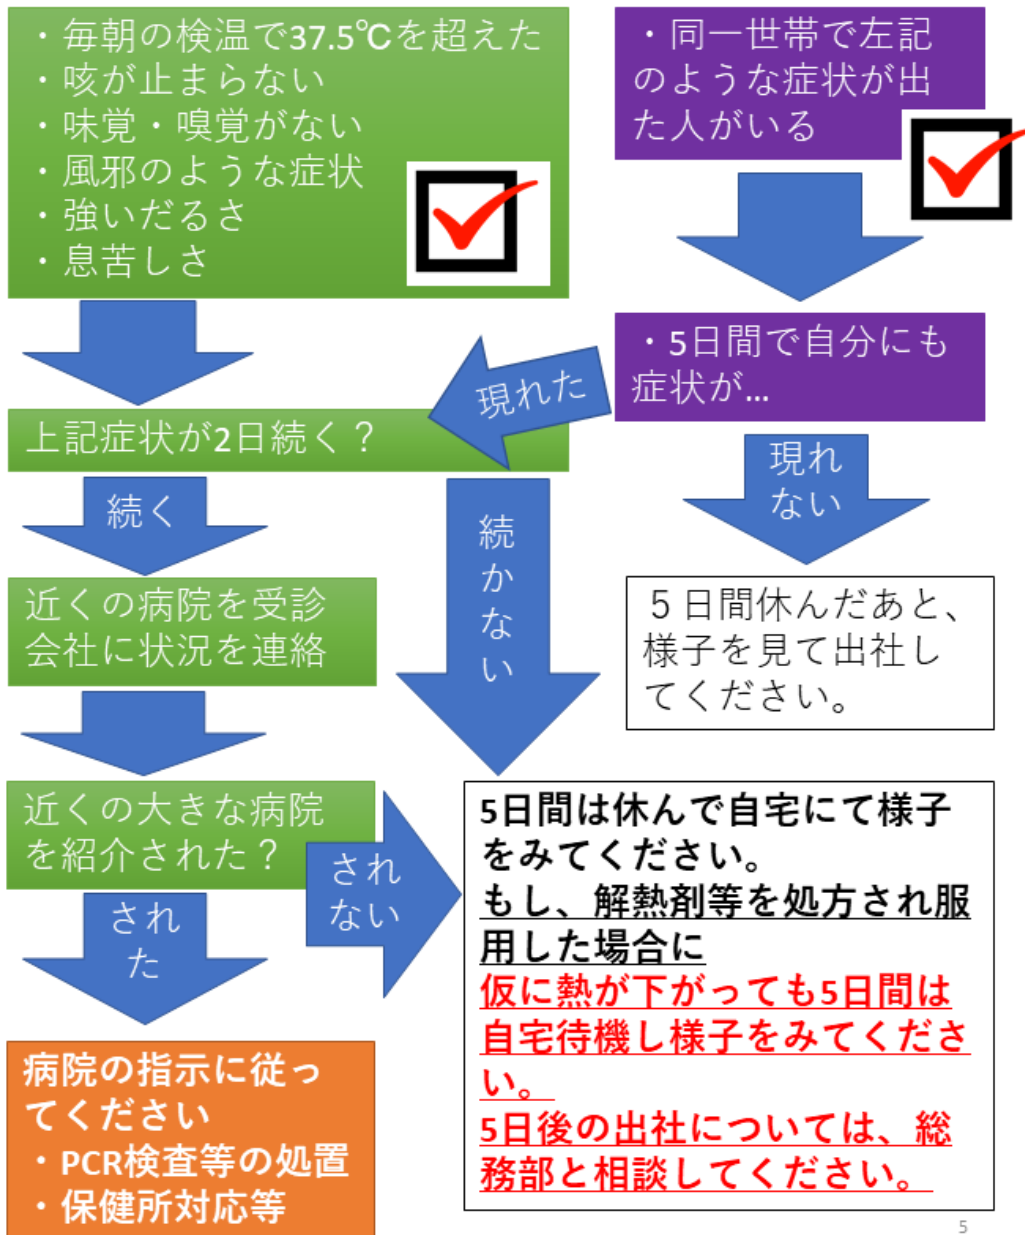 ・毎朝の検温で37.5℃を超えた
・咳が止まらない
・味覚・嗅覚がない
・風邪のような症状
・強いだるさ
・息苦しさ
・同一世帯で左記
のような症状が出
た人がいる
・5日間で自分にも
症状が...
現れた
上記症状が2日続く？
現れ
ない
続く
続
か
な
い
近くの病院を受診
会社に状況を連絡
５日間休んだあと、
様子を見て出社し
てください。
近くの大きな病院
を紹介された？
され
ない
され
た
5日間は休んで自宅にて様子
をみてください。
もし、解熱剤等を処方され服
用した場合に
仮に熱が下がっても5日間は
自宅待機し様子をみてくださ
い。
5日後の出社については、総
務部と相談してください。
病院の指示に従っ
てください
・PCR検査等の処置
・保健所対応等
5